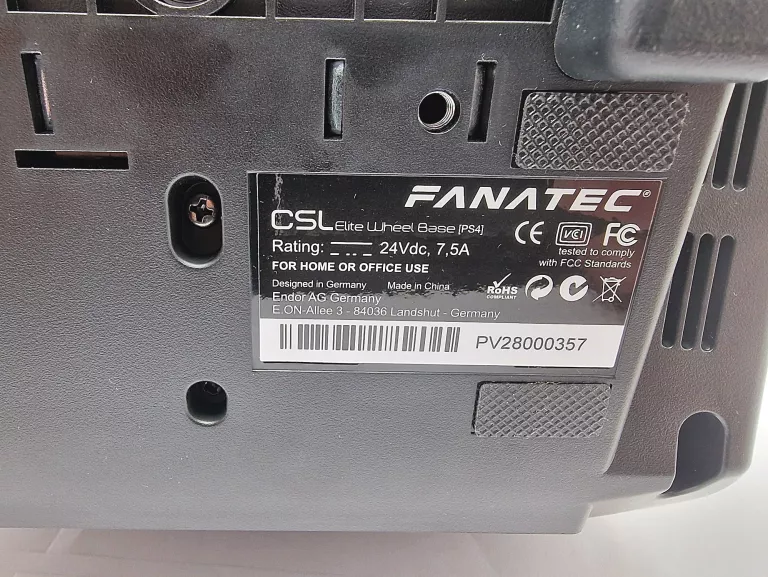 FANATEC®
CSL Elite Wheel Base [PS4]
CE VCI FC
Rating: 24Vdc, 7,5A
tested to comply
with FCC Standards
FOR HOME OR OFFICE USE
Designed in Germany Made in China
RoHS
COMPLIANT
Endor AG Germany
E.ON-Allee 3 - 84036 Landshut - Germany
PV28000357